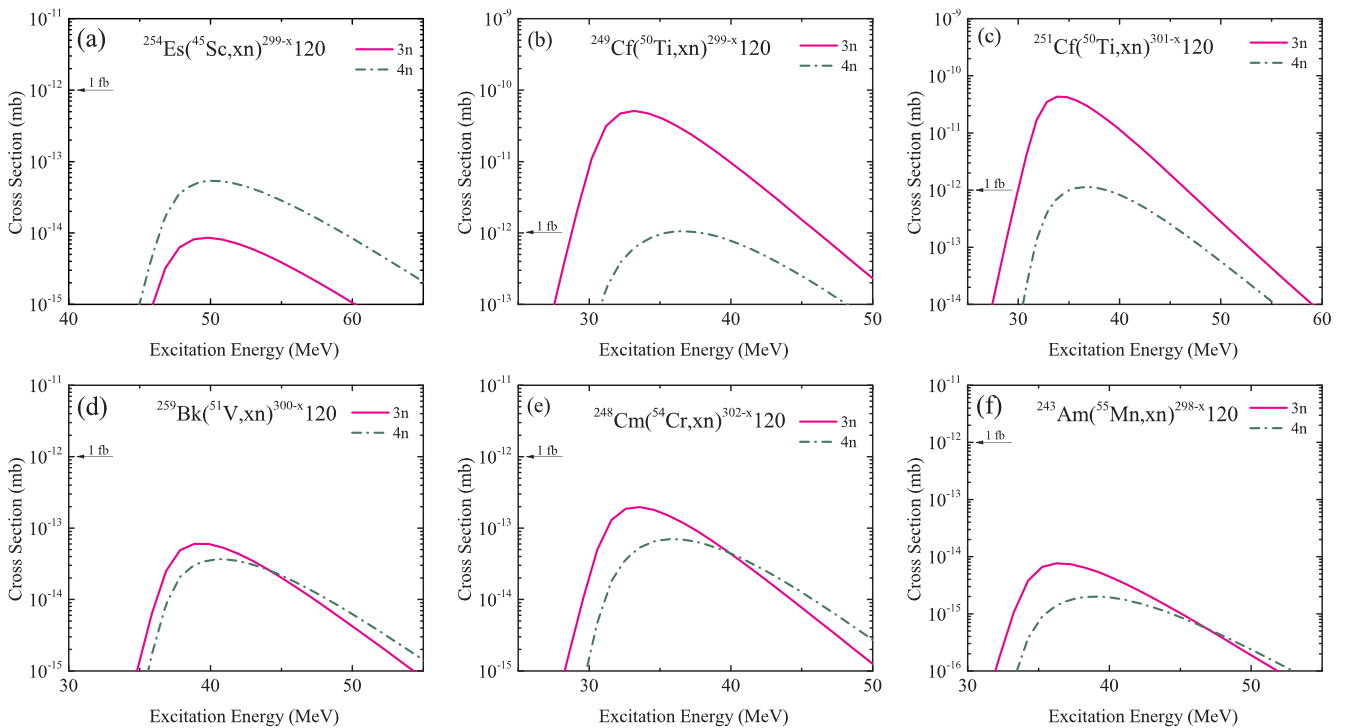 (a)
²⁵⁴Es(⁴⁵Sc,xn)²⁹⁹⁻ˣ120
3n
4n
1 fb
Cross Section (mb)
10⁻¹¹
10⁻¹²
10⁻¹³
10⁻¹⁴
10⁻¹⁵
40 50 60
Excitation Energy (MeV)
(b)
²⁴⁹Cf(⁵⁰Ti,xn)²⁹⁹⁻ˣ120
3n
4n
1 fb
Cross Section (mb)
10⁻⁹
10⁻¹⁰
10⁻¹¹
10⁻¹²
10⁻¹³
30 40 50
Excitation Energy (MeV)
(c)
²⁵¹Cf(⁵⁰Ti,xn)³⁰¹⁻ˣ120
3n
4n
1 fb
Cross Section (mb)
10⁻⁹
10⁻¹⁰
10⁻¹¹
10⁻¹²
10⁻¹³
10⁻¹⁴
30 40 50 60
Excitation Energy (MeV)
(d)
²⁵⁹Bk(⁵¹V,xn)³⁰⁰⁻ˣ120
3n
4n
1 fb
Cross Section (mb)
10⁻¹¹
10⁻¹²
10⁻¹³
10⁻¹⁴
10⁻¹⁵
30 40 50
Excitation Energy (MeV)
(e)
²⁴⁸Cm(⁵⁴Cr,xn)³⁰²⁻ˣ120
3n
4n
1 fb
Cross Section (mb)
10⁻¹¹
10⁻¹²
10⁻¹³
10⁻¹⁴
10⁻¹⁵
30 40 50
Excitation Energy (MeV)
(f)
²⁴³Am(⁵⁵Mn,xn)²⁹⁸⁻ˣ120
3n
4n
1 fb
Cross Section (mb)
10⁻¹¹
10⁻¹²
10⁻¹³
10⁻¹⁴
10⁻¹⁵
10⁻¹⁶
30 40 50
Excitation Energy (MeV)